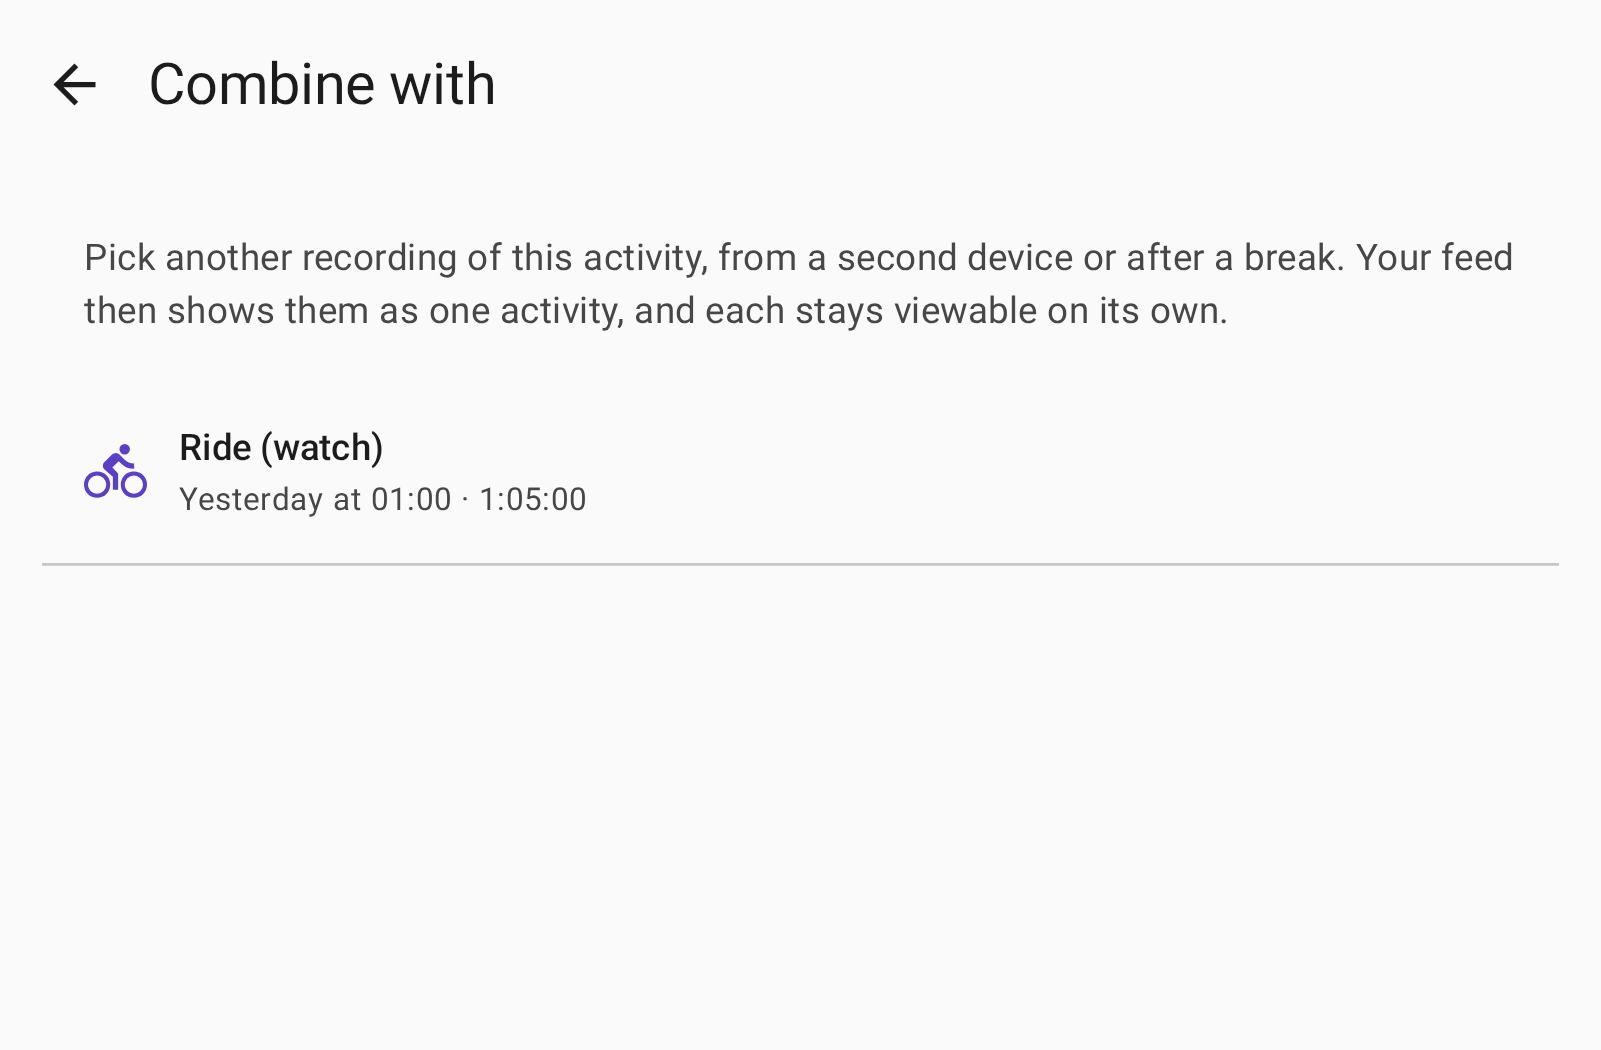 Combine with
Pick another recording of this activity, from a second device or after a break. Your feed
then shows them as one activity, and each stays viewable on its own.
Ride (watch)
Yesterday at 01:00 · 1:05:00